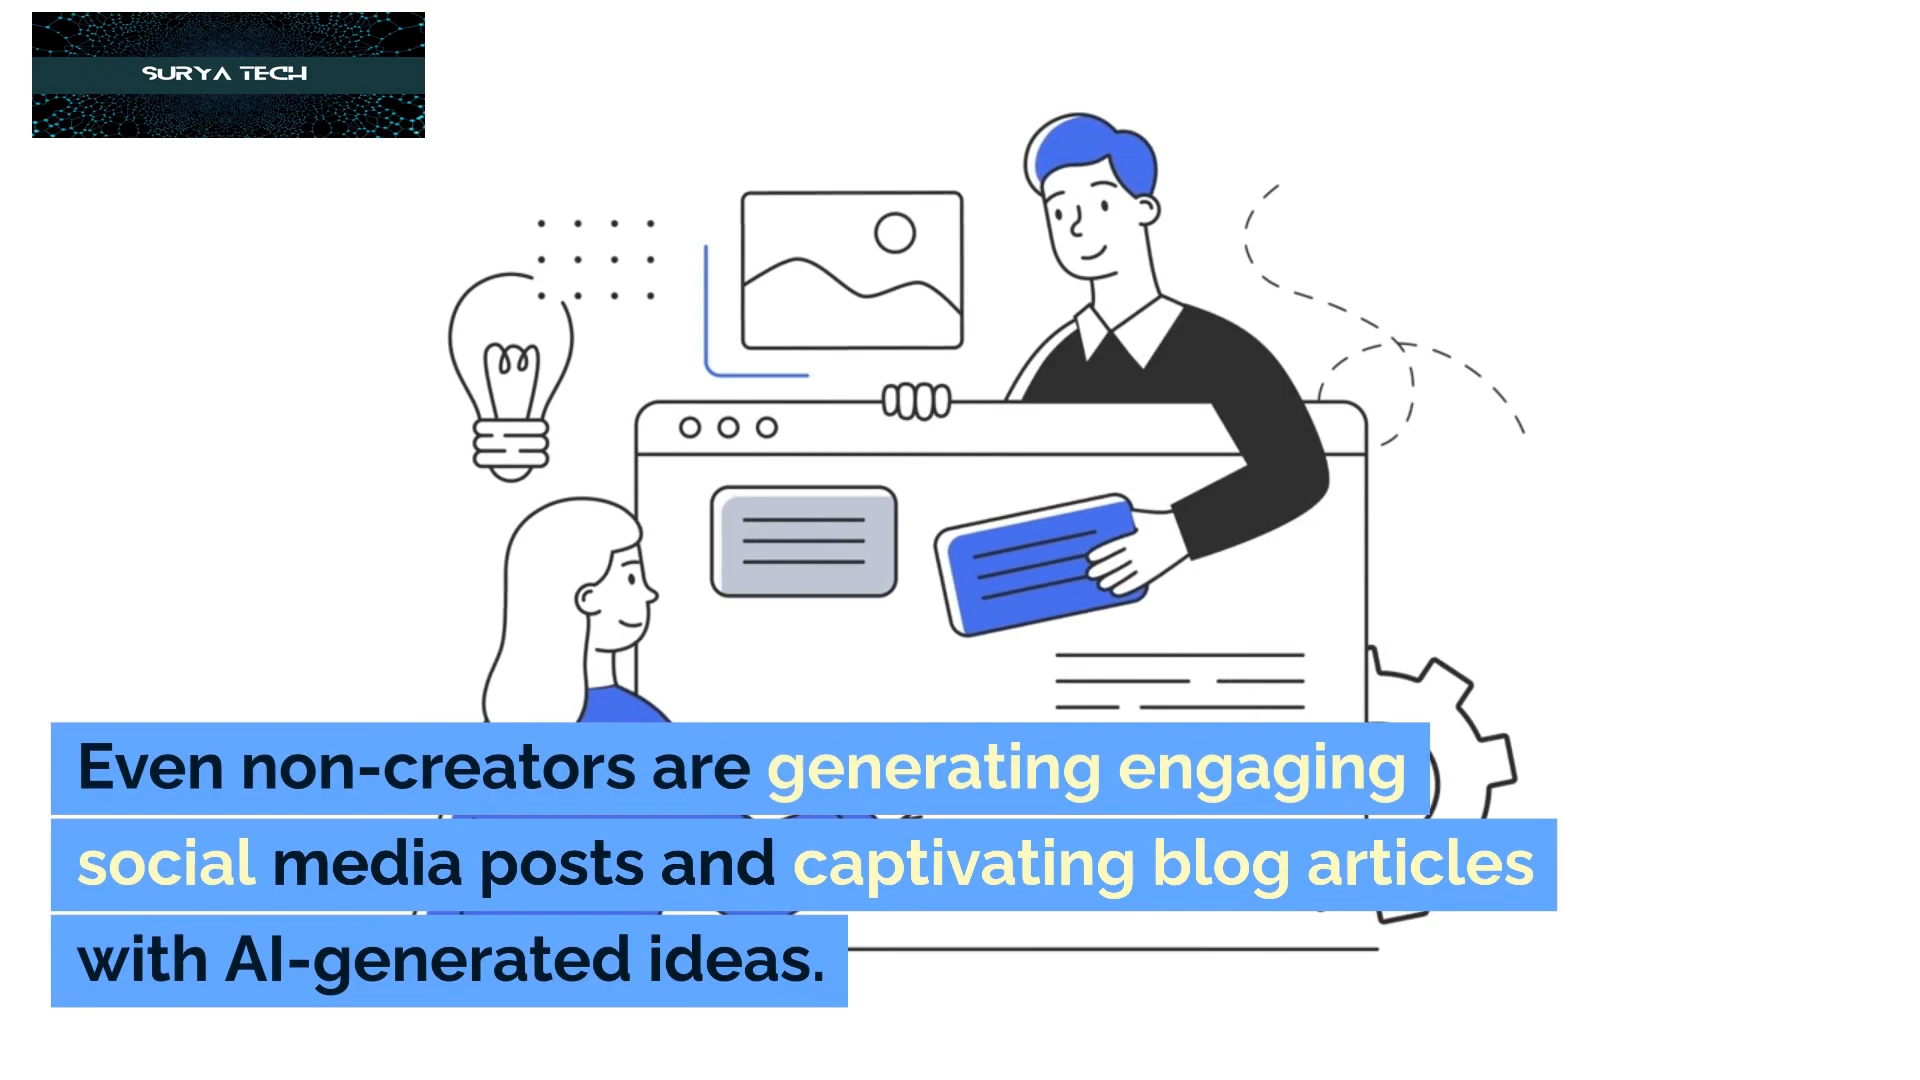 SURYA TECH
Even non-creators are generating engaging
social media posts and captivating blog articles
with AI-generated ideas.